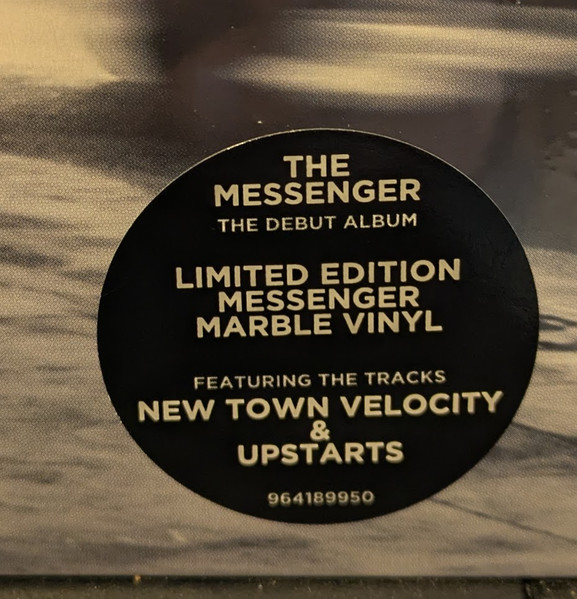 THE
MESSENGER
THE DEBUT ALBUM
LIMITED EDITION
MESSENGER
MARBLE VINYL
FEATURING THE TRACKS
NEW TOWN VELOCITY
&
UPSTARTS
964189950